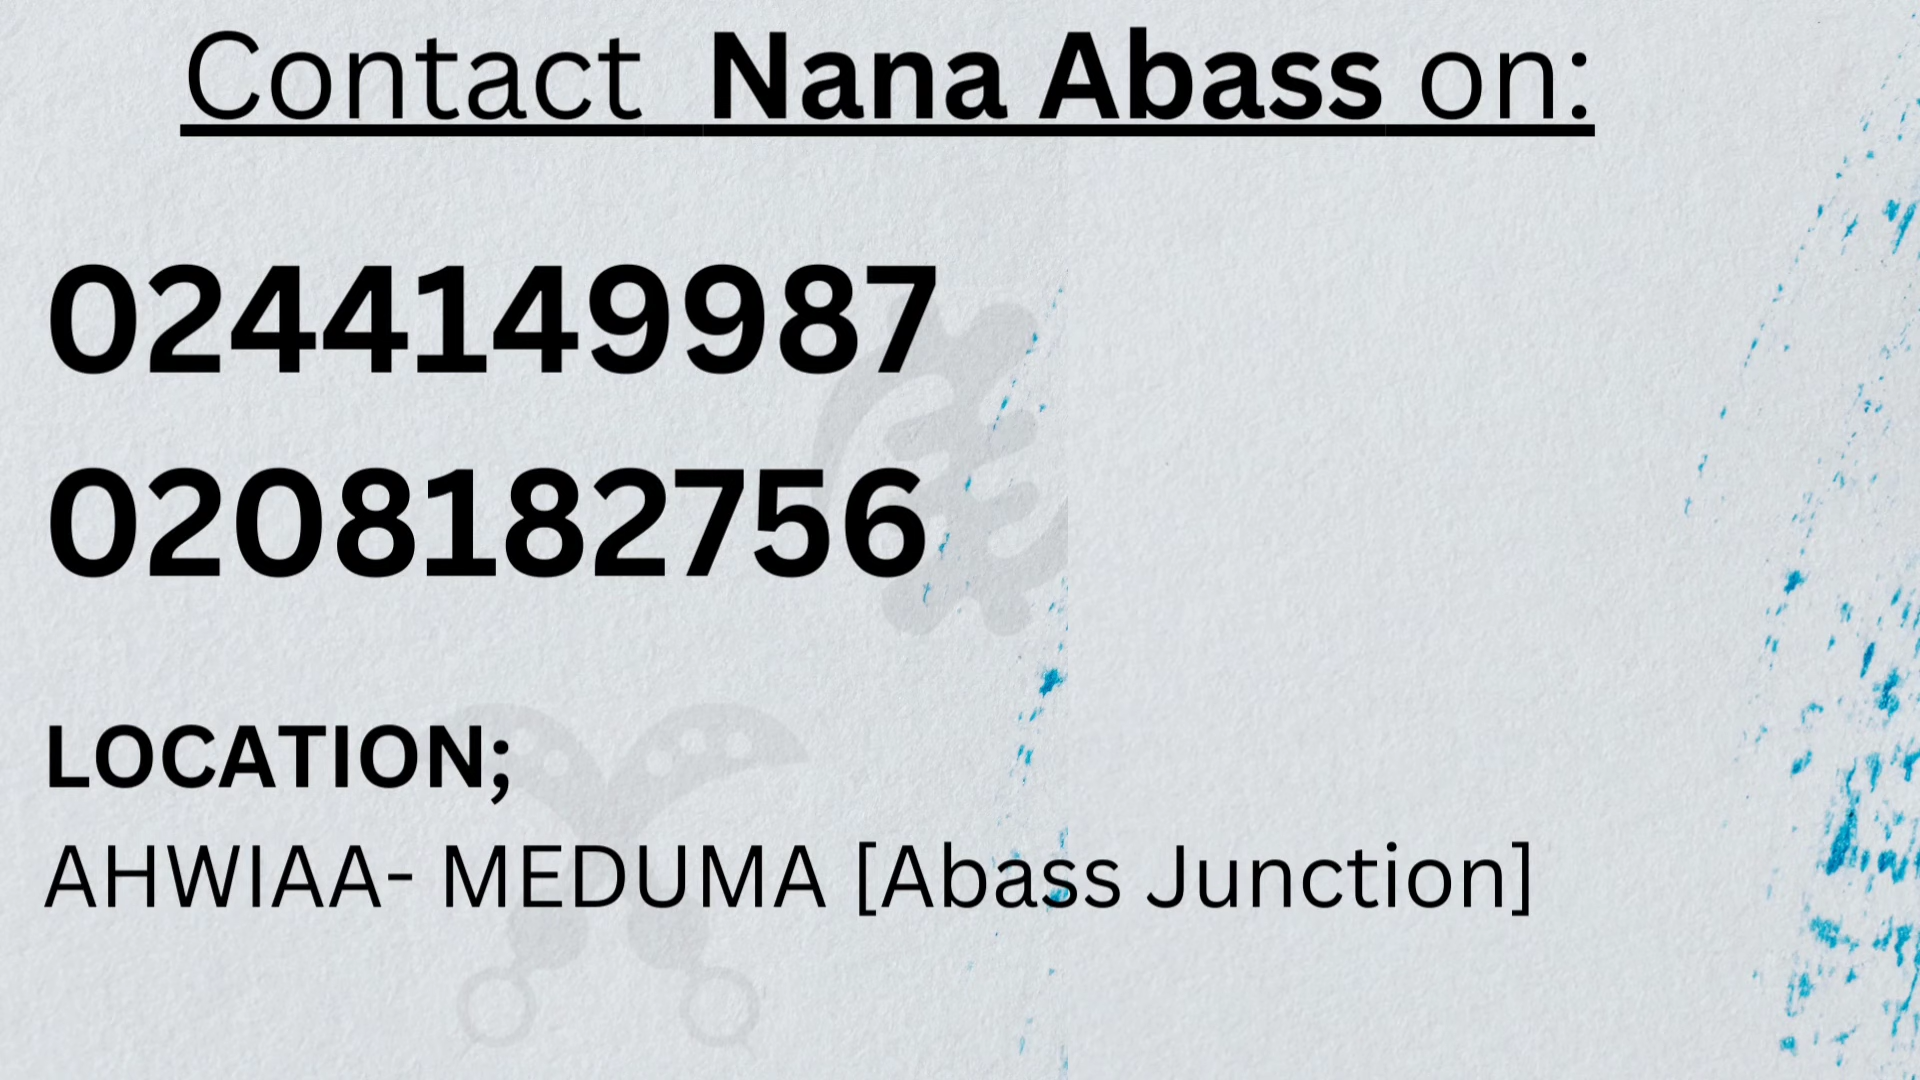 Contact Nana Abass on:
0244149987
0208182756
LOCATION;
AHWIAA- MEDUMA [Abass Junction]